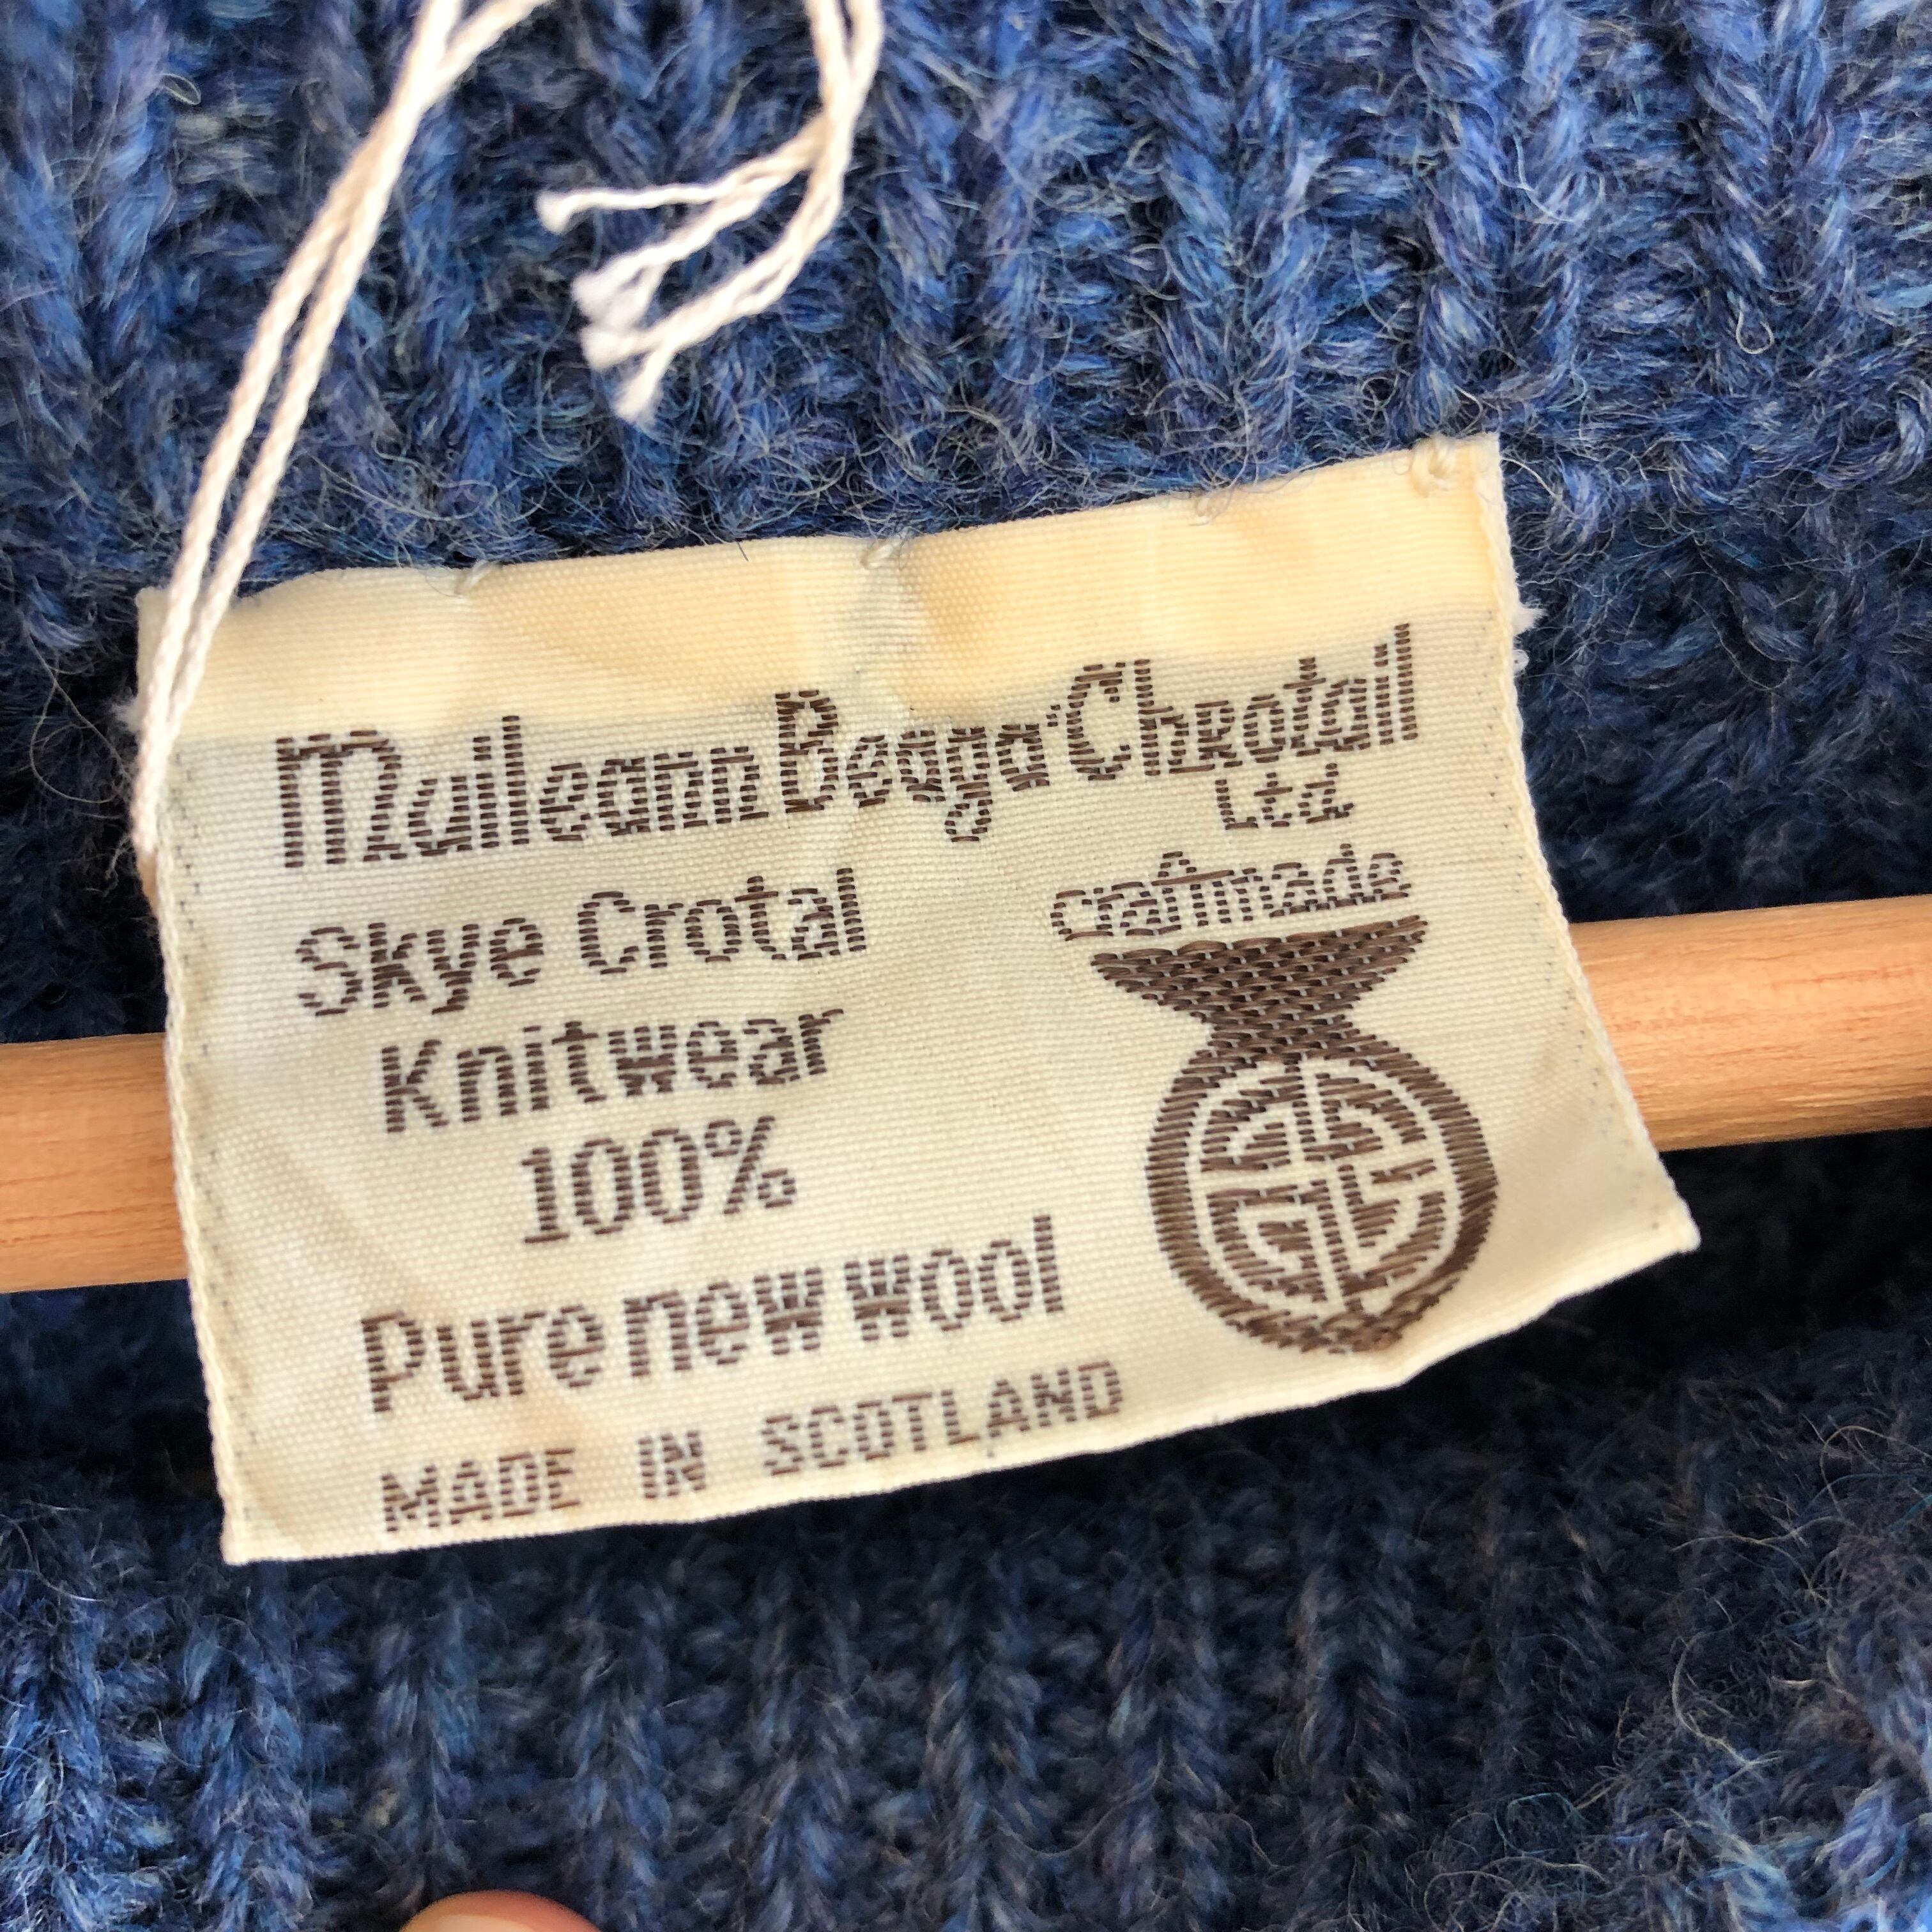 Muileann Beaga'Chrotail
Ltd
Skye Crotal
Knitwear
100%
Pure new wool
MADE IN SCOTLAND
craftmade